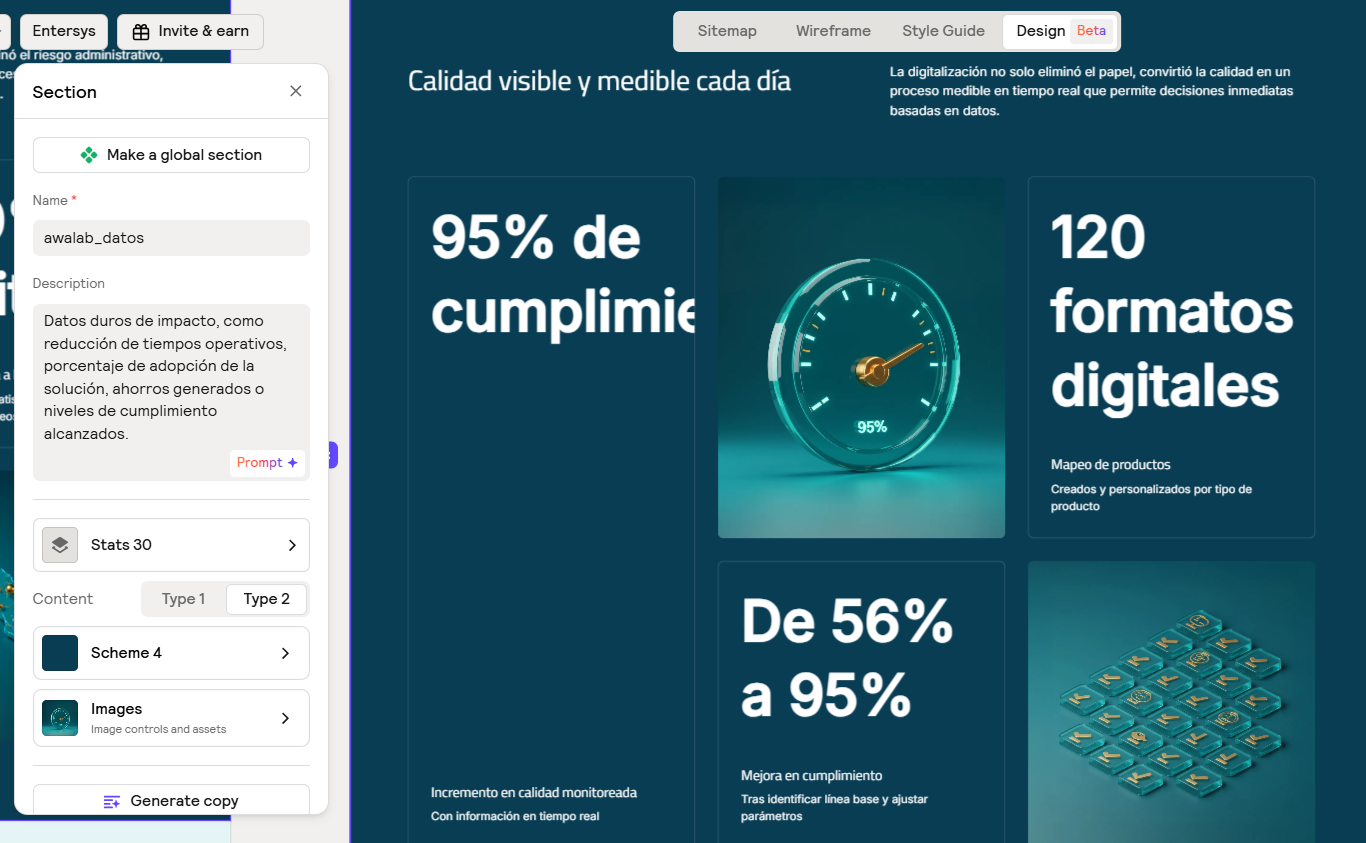 Entersys
Invite & earn
Sitemap
Wireframe
Style Guide
Design
Beta
el riesgo administrativo,
Section
Make a global section
Name *
awalab_datos
Description
Datos duros de impacto, como
reducción de tiempos operativos,
porcentaje de adopción de la
solución, ahorros generados o
niveles de cumplimiento
alcanzados.
Prompt
Stats 30
Content
Type 1
Type 2
Scheme 4
Images
Image controls and assets
Generate copy
Calidad visible y medible cada día
La digitalización no solo eliminó el papel, convirtió la calidad en un
proceso medible en tiempo real que permite decisiones inmediatas
basadas en datos.
95% de
cumplimie
Incremento en calidad monitoreada
Con información en tiempo real
95%
120
formatos
digitales
Mapeo de productos
Creados y personalizados por tipo de
producto
De 56%
a 95%
Mejora en cumplimiento
Tras identificar línea base y ajustar
parámetros